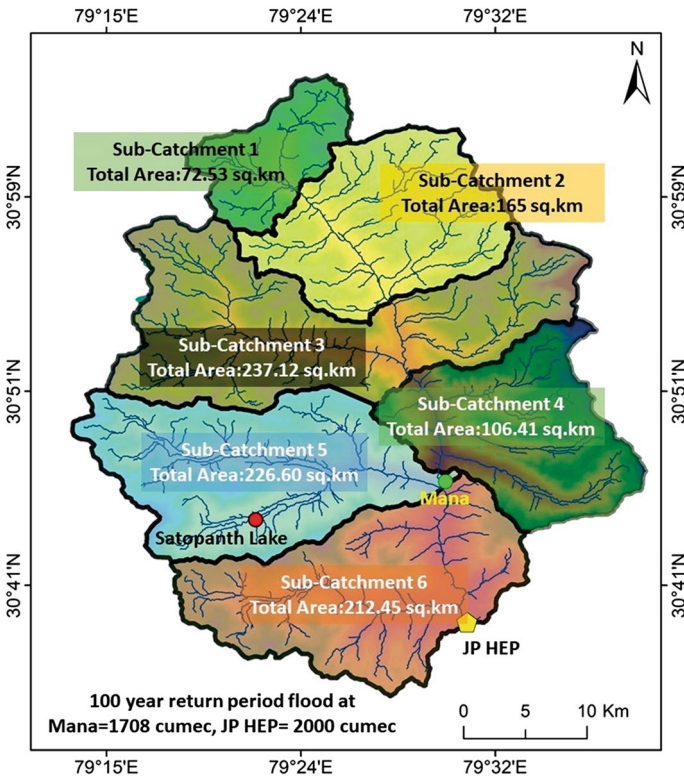 79°15'E
79°24'E
79°32'E
N
Sub-Catchment 1
Total Area:72.53 sq.km
Sub-Catchment 2
Total Area:165 sq.km
30°59'N
30°59'N
Sub-Catchment 3
Total Area:237.12 sq.km
30°51'N
30°51'N
Sub-Catchment 4
Total Area:106.41 sq.km
Sub-Catchment 5
Total Area:226.60 sq.km
Mana
Satopanth Lake
30°41'N
30°41'N
Sub-Catchment 6
Total Area:212.45 sq.km
JP HEP
100 year return period flood at
Mana=1708 cumec, JP HEP= 2000 cumec
0 5 10 Km
79°15'E
79°24'E
79°32'E